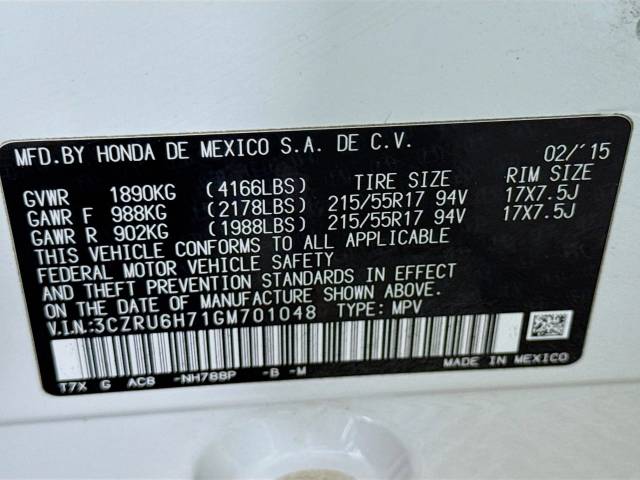 MFD.BY HONDA DE MEXICO S.A. DE C.V. 02/'15
GVWR 1890KG (4166LBS) TIRE SIZE RIM SIZE
GAWR F 988KG (2178LBS) 215/55R17 94V 17X7.5J
GAWR R 902KG (1988LBS) 215/55R17 94V 17X7.5J
THIS VEHICLE CONFORMS TO ALL APPLICABLE
FEDERAL MOTOR VEHICLE SAFETY
AND THEFT PREVENTION STANDARDS IN EFFECT
ON THE DATE OF MANUFACTURE SHOWN ABOVE.
V.I.N.:3CZRU6H71GM701048 TYPE: MPV
MADE IN MEXICO
T7X G AC8 -NH788P -B -M